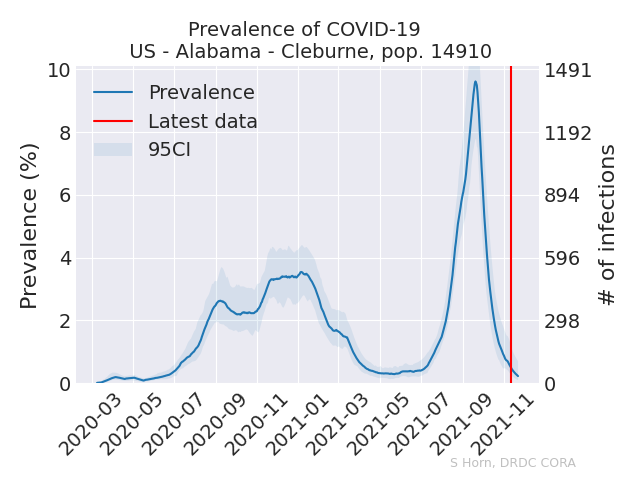 Prevalence of COVID-19
US - Alabama - Cleburne, pop. 14910
Prevalence
Latest data
95CI
Prevalence (%)
10
8
6
4
2
0
1491
1192
894
596
298
0
# of infections
2020-03
2020-05
2020-07
2020-09
2020-11
2021-01
2021-03
2021-05
2021-07
2021-09
2021-11
S Horn, DRDC CORA